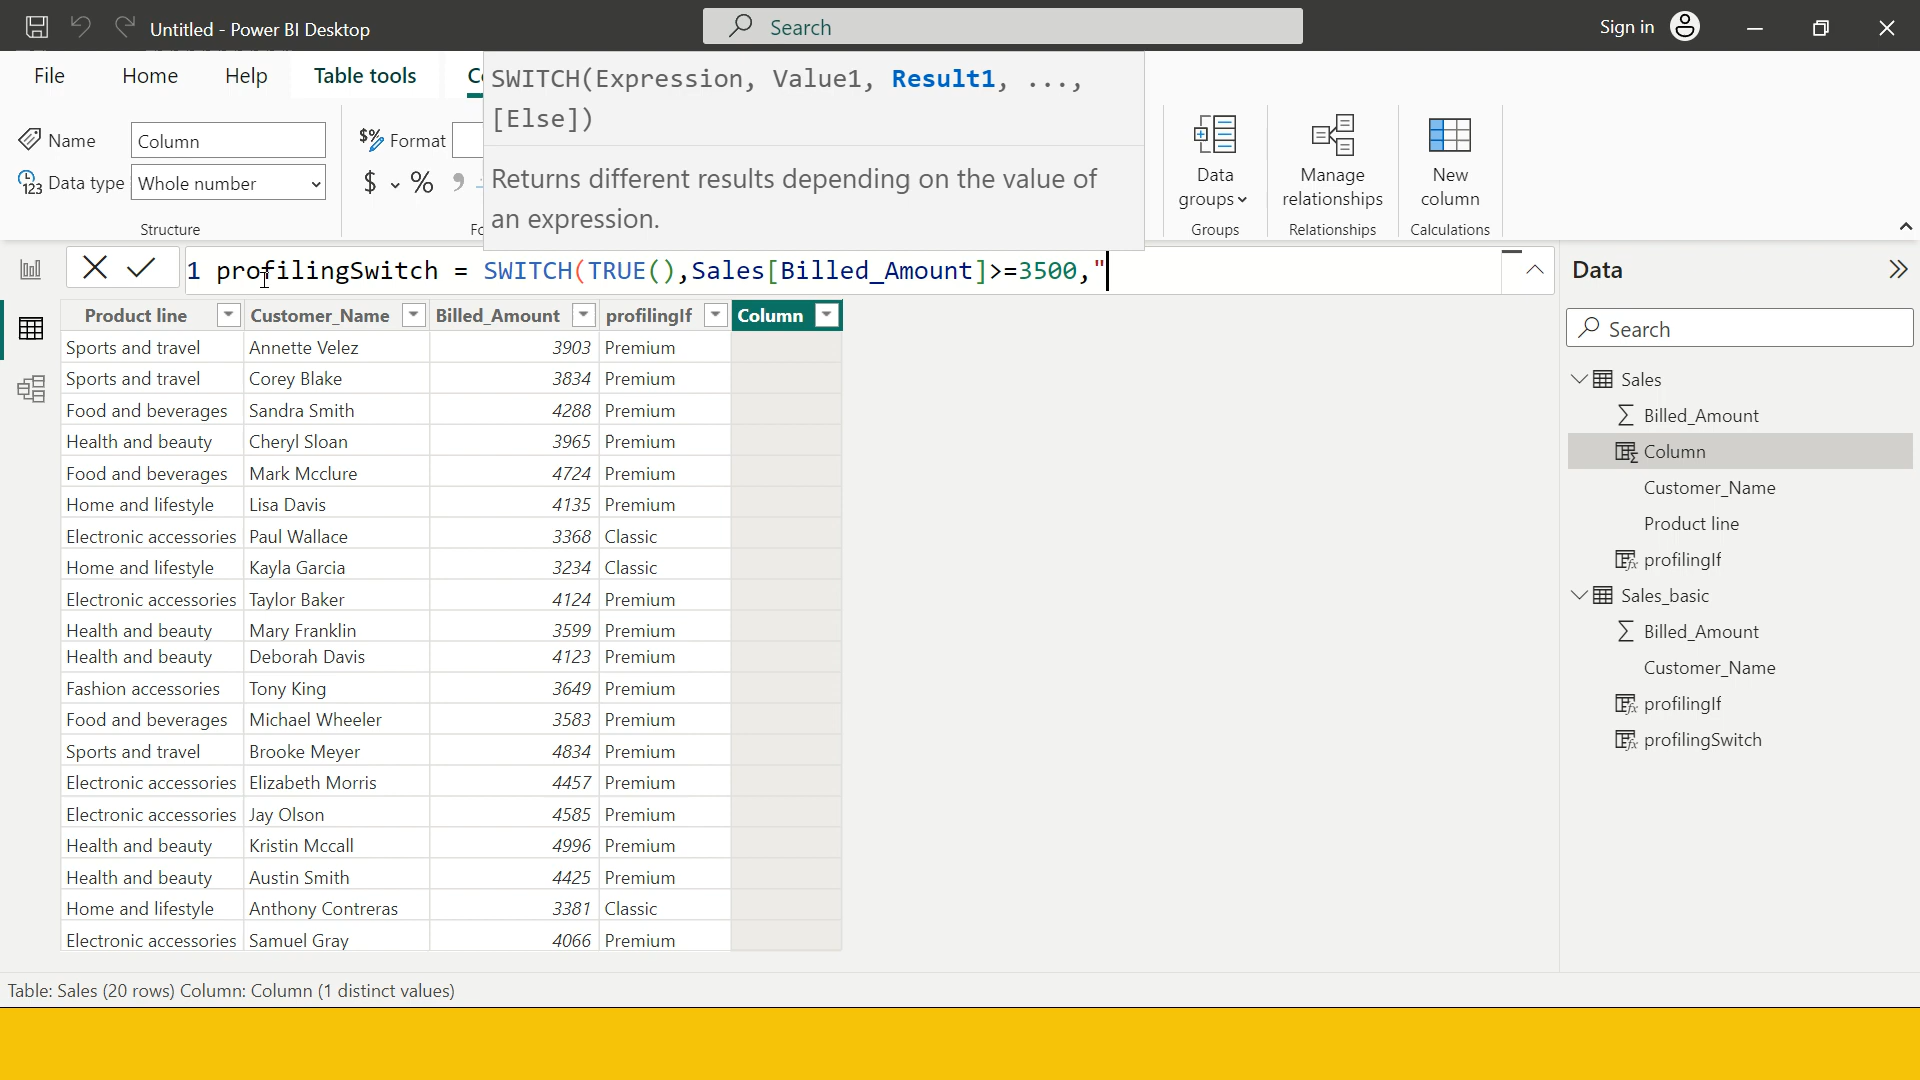 Untitled - Power BI Desktop
Search
Sign in
File Home Help Table tools
SWITCH(Expression, Value1, Result1, ...,
[Else])
Returns different results depending on the value of
an expression.
Name Column
Data type Whole number
Structure
Format
$ %
Data
groups
Groups
Manage
relationships
Relationships
New
column
Calculations
1 profilingSwitch = SWITCH(TRUE(),Sales[Billed_Amount]>=3500,"
Product line Customer_Name Billed_Amount profilingIf Column
Sports and travel Annette Velez 3903 Premium
Sports and travel Corey Blake 3834 Premium
Food and beverages Sandra Smith 4288 Premium
Health and beauty Cheryl Sloan 3965 Premium
Food and beverages Mark Mcclure 4724 Premium
Home and lifestyle Lisa Davis 4135 Premium
Electronic accessories Paul Wallace 3368 Classic
Home and lifestyle Kayla Garcia 3234 Classic
Electronic accessories Taylor Baker 4124 Premium
Health and beauty Mary Franklin 3599 Premium
Health and beauty Deborah Davis 4123 Premium
Fashion accessories Tony King 3649 Premium
Food and beverages Michael Wheeler 3583 Premium
Sports and travel Brooke Meyer 4834 Premium
Electronic accessories Elizabeth Morris 4457 Premium
Electronic accessories Jay Olson 4585 Premium
Health and beauty Kristin Mccall 4996 Premium
Health and beauty Austin Smith 4425 Premium
Home and lifestyle Anthony Contreras 3381 Classic
Electronic accessories Samuel Gray 4066 Premium
Data
Search
Sales
Billed_Amount
Column
Customer_Name
Product line
profilingIf
Sales_basic
Billed_Amount
Customer_Name
profilingIf
profilingSwitch
Table: Sales (20 rows) Column: Column (1 distinct values)